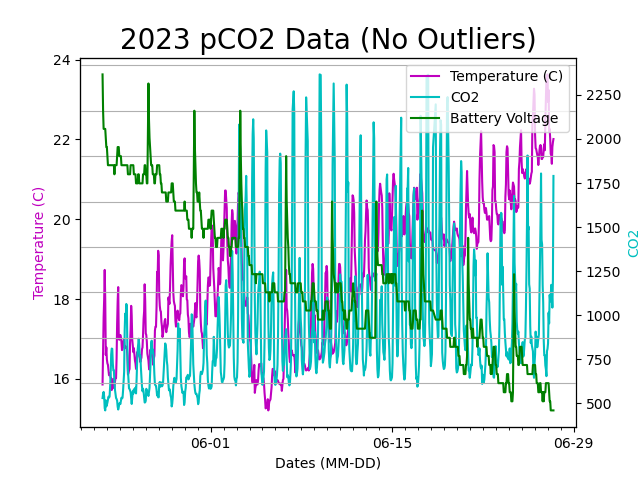 2023 pCO2 Data (No Outliers)
Temperature (C)
CO2
Battery Voltage
24
22
20
18
16
Temperature (C)
2250
2000
1750
1500
1250
1000
750
500
CO2
06-01
06-15
06-29
Dates (MM-DD)